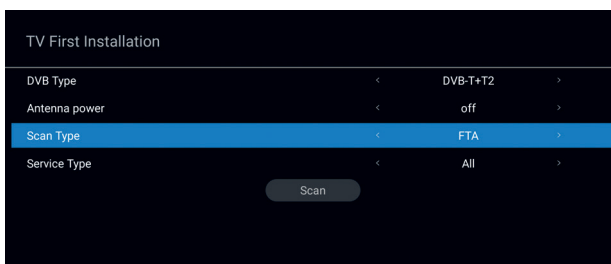 TV First Installation
DVB Type < DVB-T+T2 >
Antenna power < off >
Scan Type < FTA >
Service Type < All >
Scan